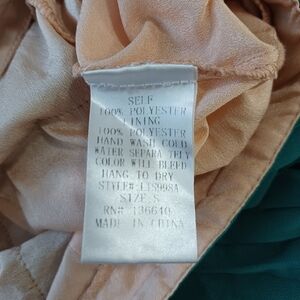 SELF
100% POLYESTER
LINING
100% POLYESTER
HAND WASH COLD
WATER SEPARATELY
COLOR WILL BLEED
HANG TO DRY
STYLE#:
SIZE S
RN# 136640
MADE IN CHINA